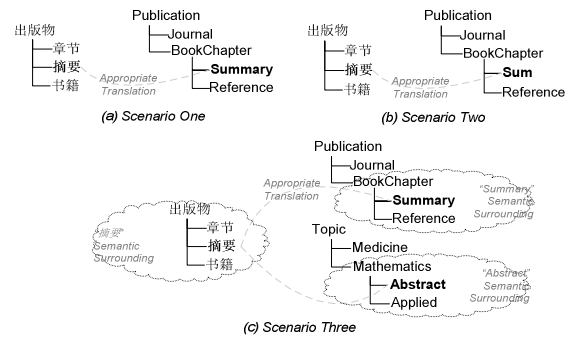 出版物
章节
摘要
书籍
Publication
Journal
BookChapter
Summary
Reference
Appropriate
Translation
(a) Scenario One
出版物
章节
摘要
书籍
Publication
Journal
BookChapter
Sum
Reference
Appropriate
Translation
(b) Scenario Two
"摘要"
Semantic
Surrounding
出版物
章节
摘要
书籍
Appropriate
Translation
Publication
Journal
BookChapter
Summary
Reference
"Summary"
Semantic
Surrounding
Topic
Medicine
Mathematics
Abstract
Applied
"Abstract"
Semantic
Surrounding
(c) Scenario Three